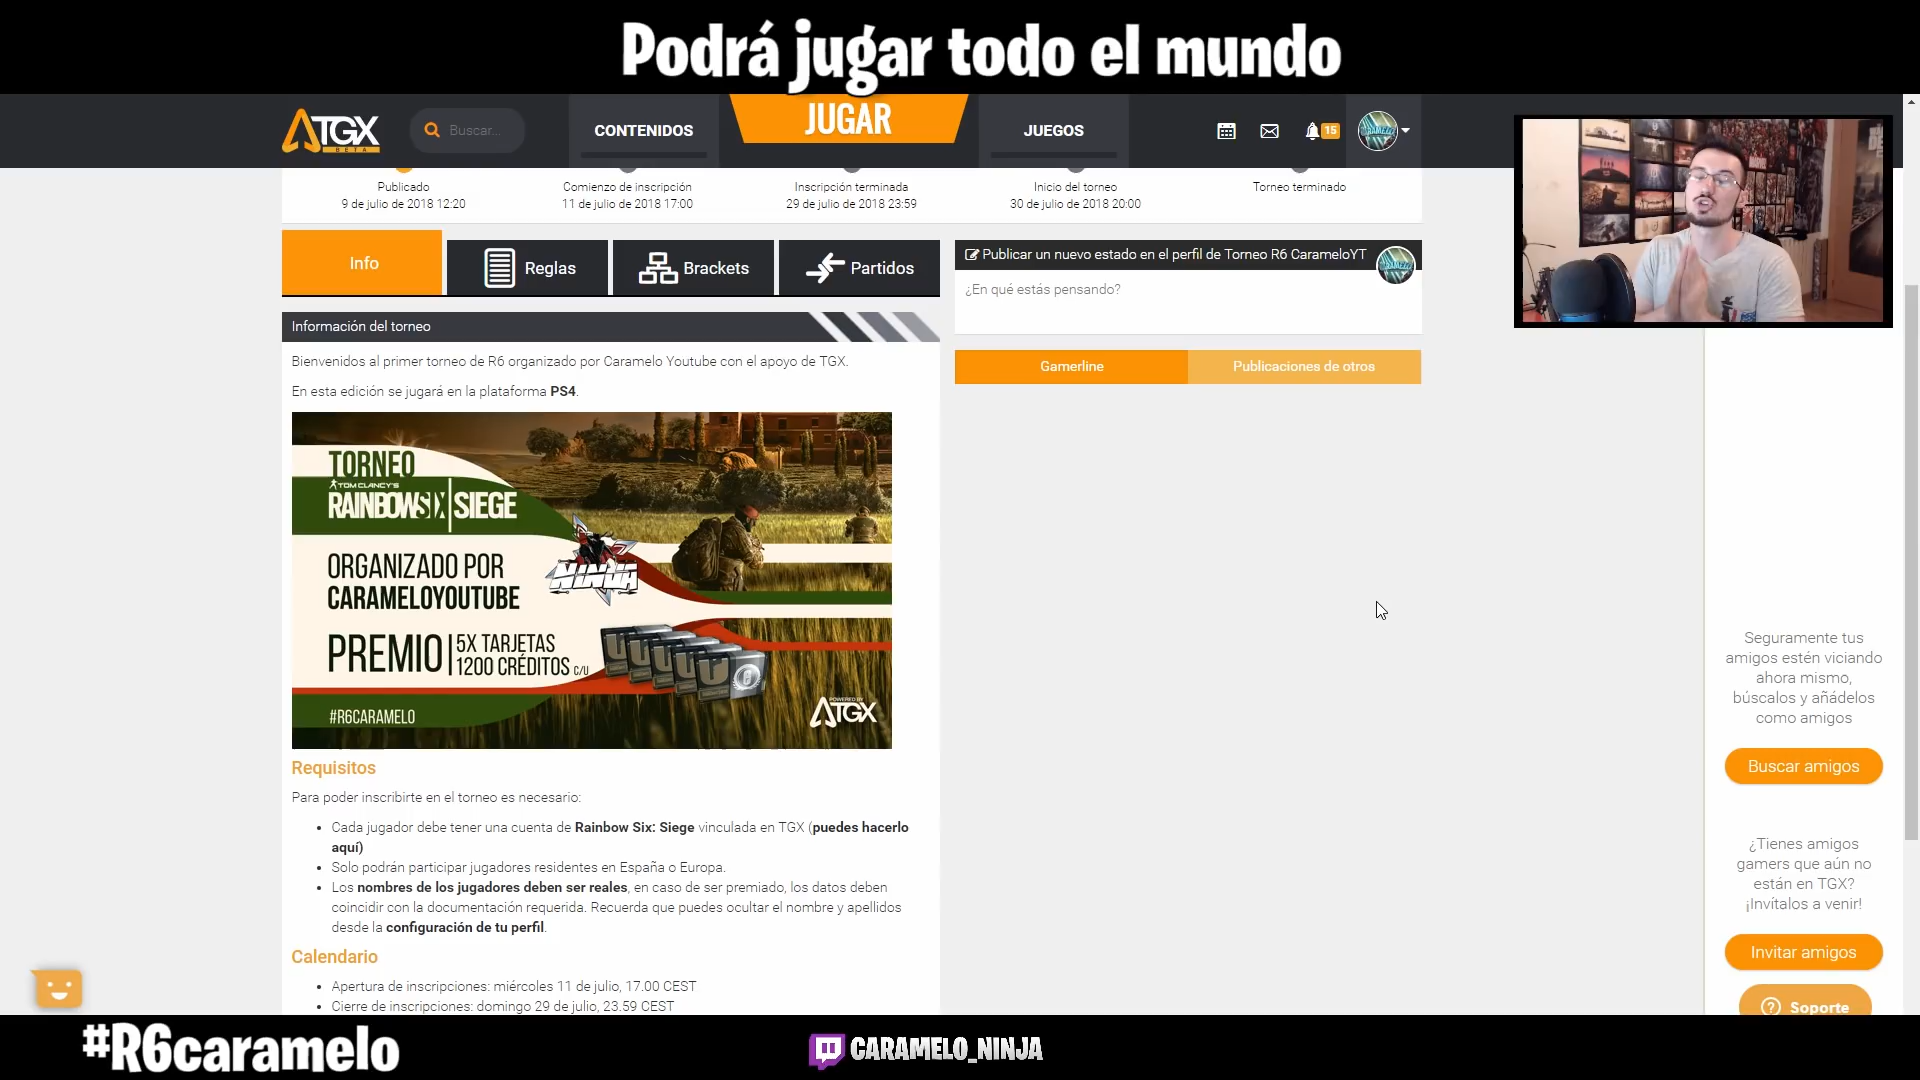 Podrá jugar todo el mundo
ATGX
BETA
Buscar...
CONTENIDOS
JUGAR
JUEGOS
15
Publicado
9 de julio de 2018 12:20
Comienzo de inscripción
11 de julio de 2018 17:00
Inscripción terminada
29 de julio de 2018 23:59
Inicio del torneo
30 de julio de 2018 20:00
Torneo terminado
Info
Reglas
Brackets
Partidos
Publicar un nuevo estado en el perfil de Torneo R6 CarameloYT
¿En qué estás pensando?
Gamerline
Publicaciones de otros
Información del torneo
Bienvenidos al primer torneo de R6 organizado por Caramelo Youtube con el apoyo de TGX.
En esta edición se jugará en la plataforma PS4.
TORNEO
TOM CLANCY'S
RAINBOWSIX|SIEGE
ORGANIZADO POR
CARAMELOYOUTUBE
NINJA
PREMIO
5X TARJETAS
1200 CRÉDITOS C/U
#R6CARAMELO
POWERED BY
ATGX
Requisitos
Para poder inscribirte en el torneo es necesario:
Cada jugador debe tener una cuenta de Rainbow Six: Siege vinculada en TGX (puedes hacerlo
aquí)
Solo podrán participar jugadores residentes en España o Europa.
Los nombres de los jugadores deben ser reales, en caso de ser premiado, los datos deben
coincidir con la documentación requerida. Recuerda que puedes ocultar el nombre y apellidos
desde la configuración de tu perfil.
Calendario
Apertura de inscripciones: miércoles 11 de julio, 17.00 CEST
Cierre de inscripciones: domingo 29 de julio, 23.59 CEST
Seguramente tus
amigos estén viciando
ahora mismo,
búscalos y añádelos
como amigos
Buscar amigos
¿Tienes amigos
gamers que aún no
están en TGX?
¡Invítalos a venir!
Invitar amigos
Soporte
#R6caramelo
CARAMELO_NINJA